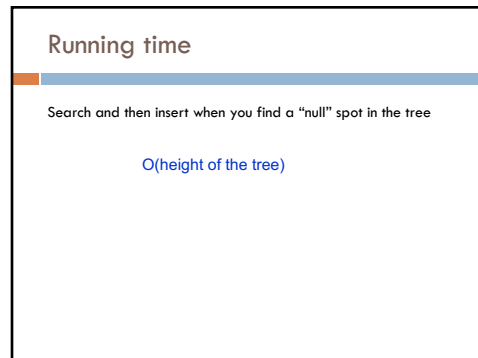 Running time
Search and then insert when you find a “null” spot in the tree
O(height of the tree)